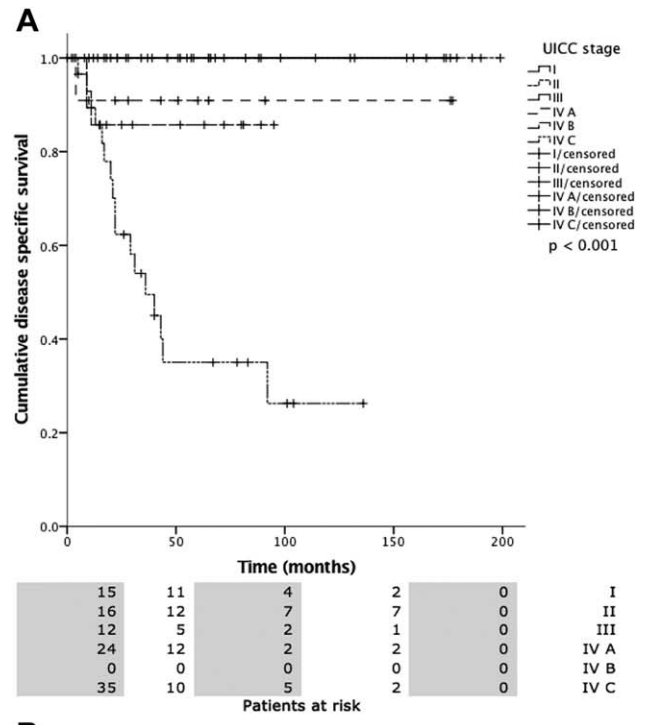 A
UICC stage
I
II
III
IV A
IV B
IV C
I/censored
II/censored
III/censored
IV A/censored
IV B/censored
IV C/censored
p < 0.001
Cumulative disease specific survival
1.0
0.8
0.6
0.4
0.2
0.0
0 50 100 150 200
Time (months)
15 11 4 2 0 I
16 12 7 7 0 II
12 5 2 1 0 III
24 12 2 2 0 IV A
0 0 0 0 0 IV B
35 10 5 2 0 IV C
Patients at risk